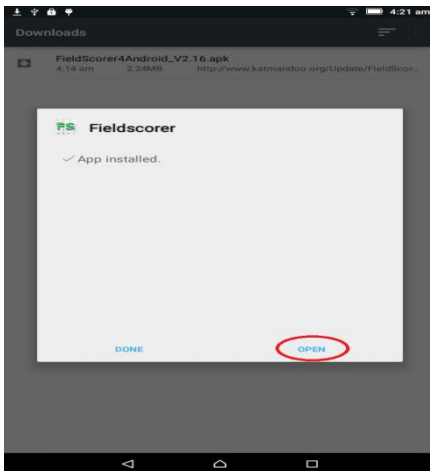 4:21 am
Downloads
FieldScorer4Android_V2.16.apk
4:14 am 2.24MB http://www.katmandoo.org/Update/FieldScor...
FS Fieldscorer
App installed.
DONE OPEN